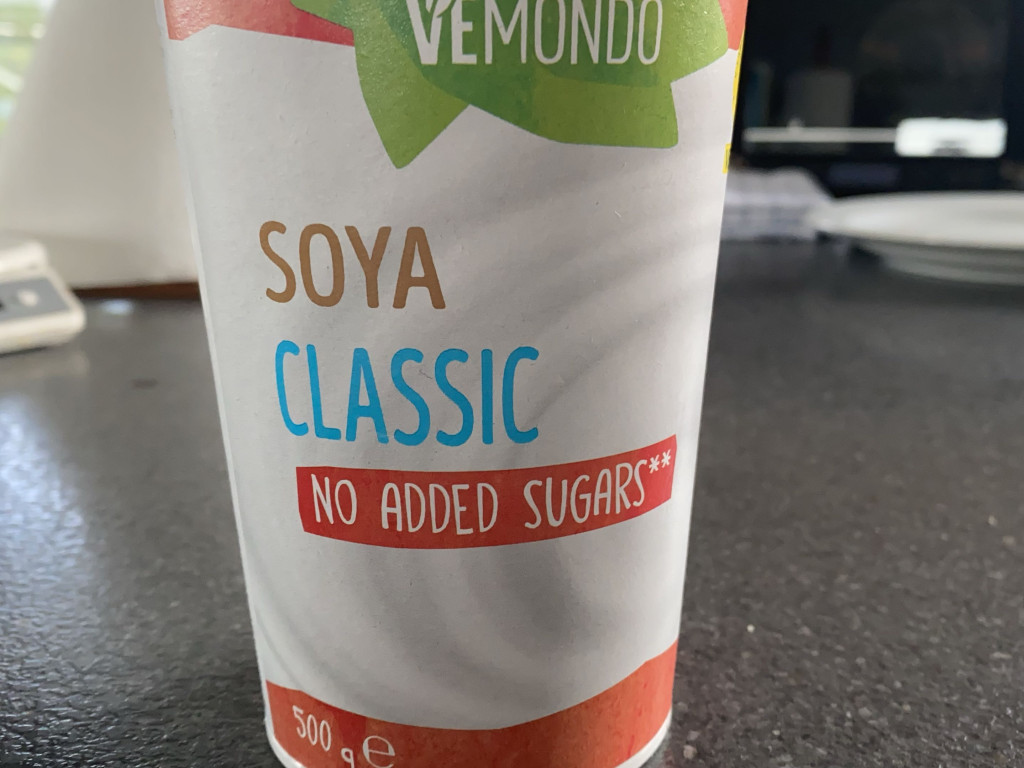 VEMONDO
SOYA
CLASSIC
NO ADDED SUGARS**
500 g ℮